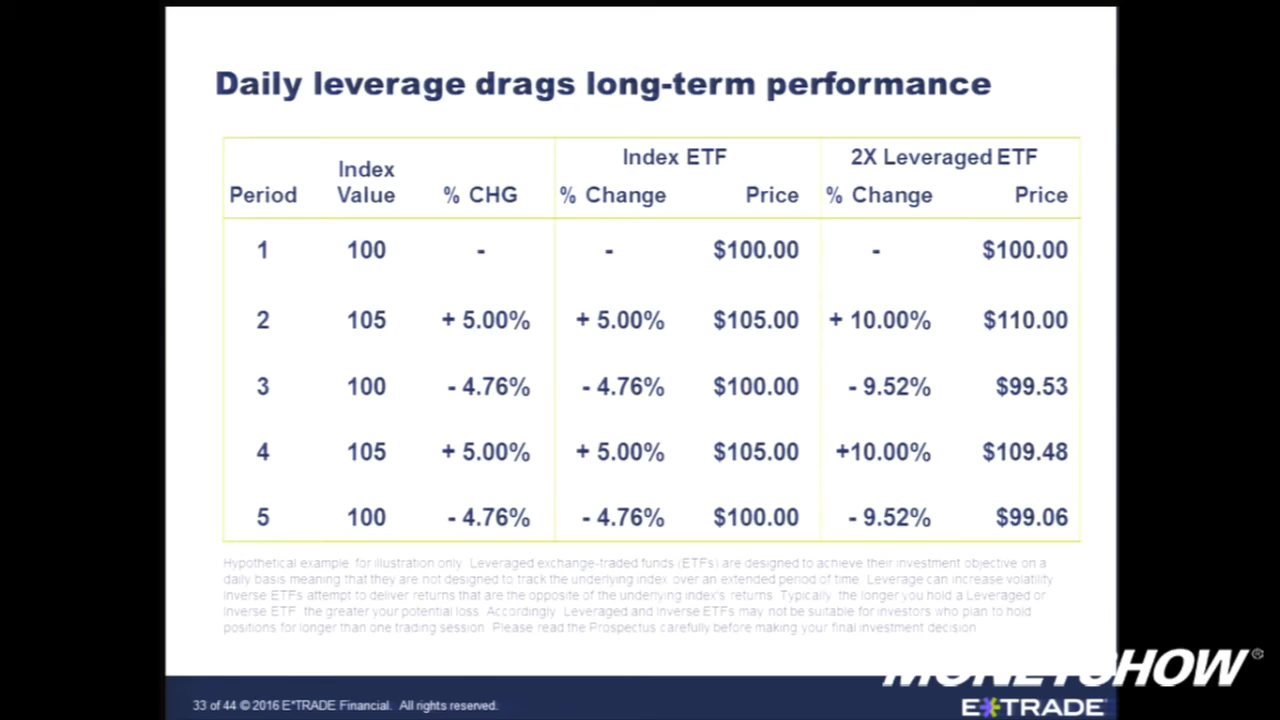 Daily leverage drags long-term performance
Index ETF 2X Leveraged ETF
Period Index Value % CHG % Change Price % Change Price
1 100 - - $100.00 - $100.00
2 105 + 5.00% + 5.00% $105.00 + 10.00% $110.00
3 100 - 4.76% - 4.76% $100.00 - 9.52% $99.53
4 105 + 5.00% + 5.00% $105.00 +10.00% $109.48
5 100 - 4.76% - 4.76% $100.00 - 9.52% $99.06
Hypothetical example for illustration only. Leveraged exchange-traded funds (ETFs) are designed to achieve their investment objective on a
daily basis meaning that they are not designed to track the underlying index over an extended period of time. Leverage can increase volatility
Inverse ETFs attempt to deliver returns that are the opposite of the underlying index's returns. Typically the longer you hold a Leveraged or
Inverse ETF the greater your potential loss. Accordingly, Leveraged and Inverse ETFs may not be suitable for investors who plan to hold
positions for longer than one trading session. Please read the Prospectus carefully before making your final investment decision
MONEYSHOW®
33 of 44 © 2016 E*TRADE Financial. All rights reserved.
E*TRADE